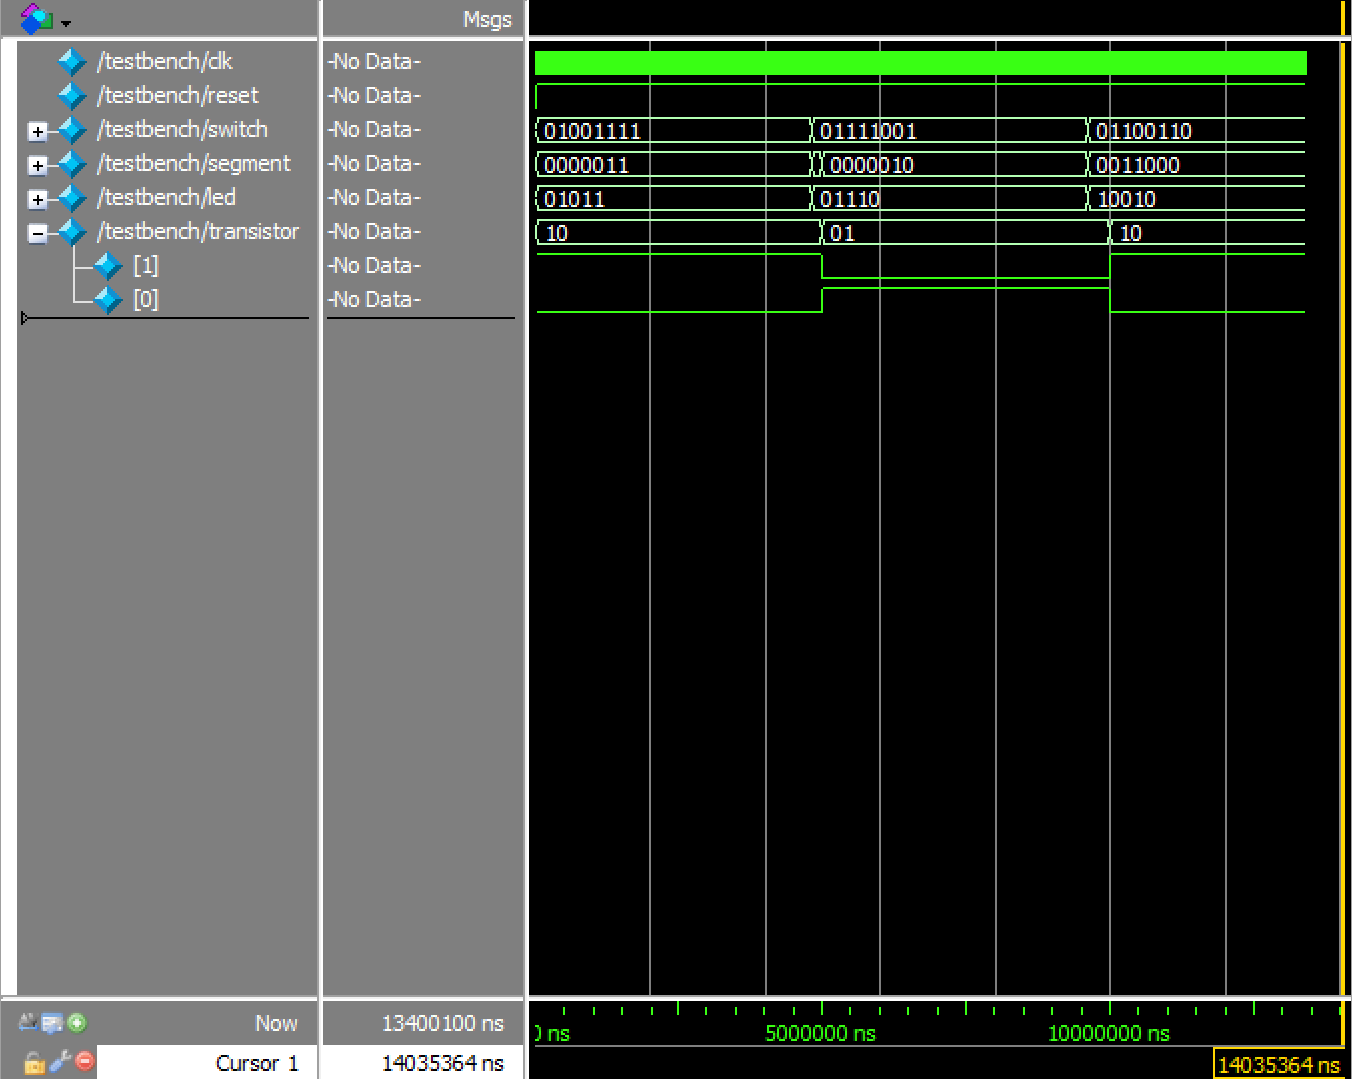 Msgs
/testbench/clk -No Data-
/testbench/reset -No Data-
/testbench/switch -No Data- 01001111 01111001 01100110
/testbench/segment -No Data- 0000011 0000010 0011000
/testbench/led -No Data- 01011 01110 10010
/testbench/transistor -No Data- 10 01 10
[1] -No Data-
[0] -No Data-
Now 13400100 ns 0 ns 5000000 ns 10000000 ns
Cursor 1 14035364 ns 14035364 ns